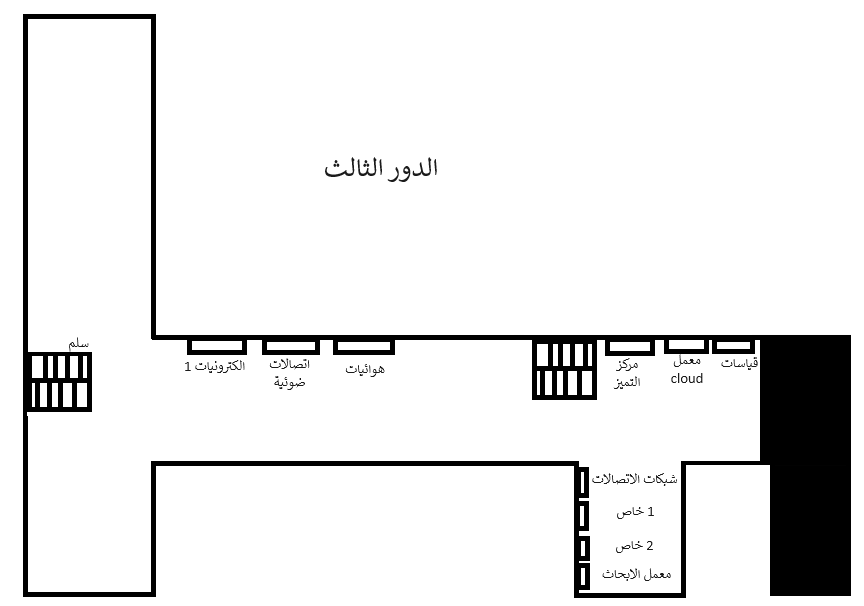 الدور الثالث
سلم
الكترونيات 1
اتصالات
ضوئية
هوائيات
مركز
التميز
معمل
cloud
قياسات
شبكات الاتصالات
خاص 1
خاص 2
معمل الابحاث